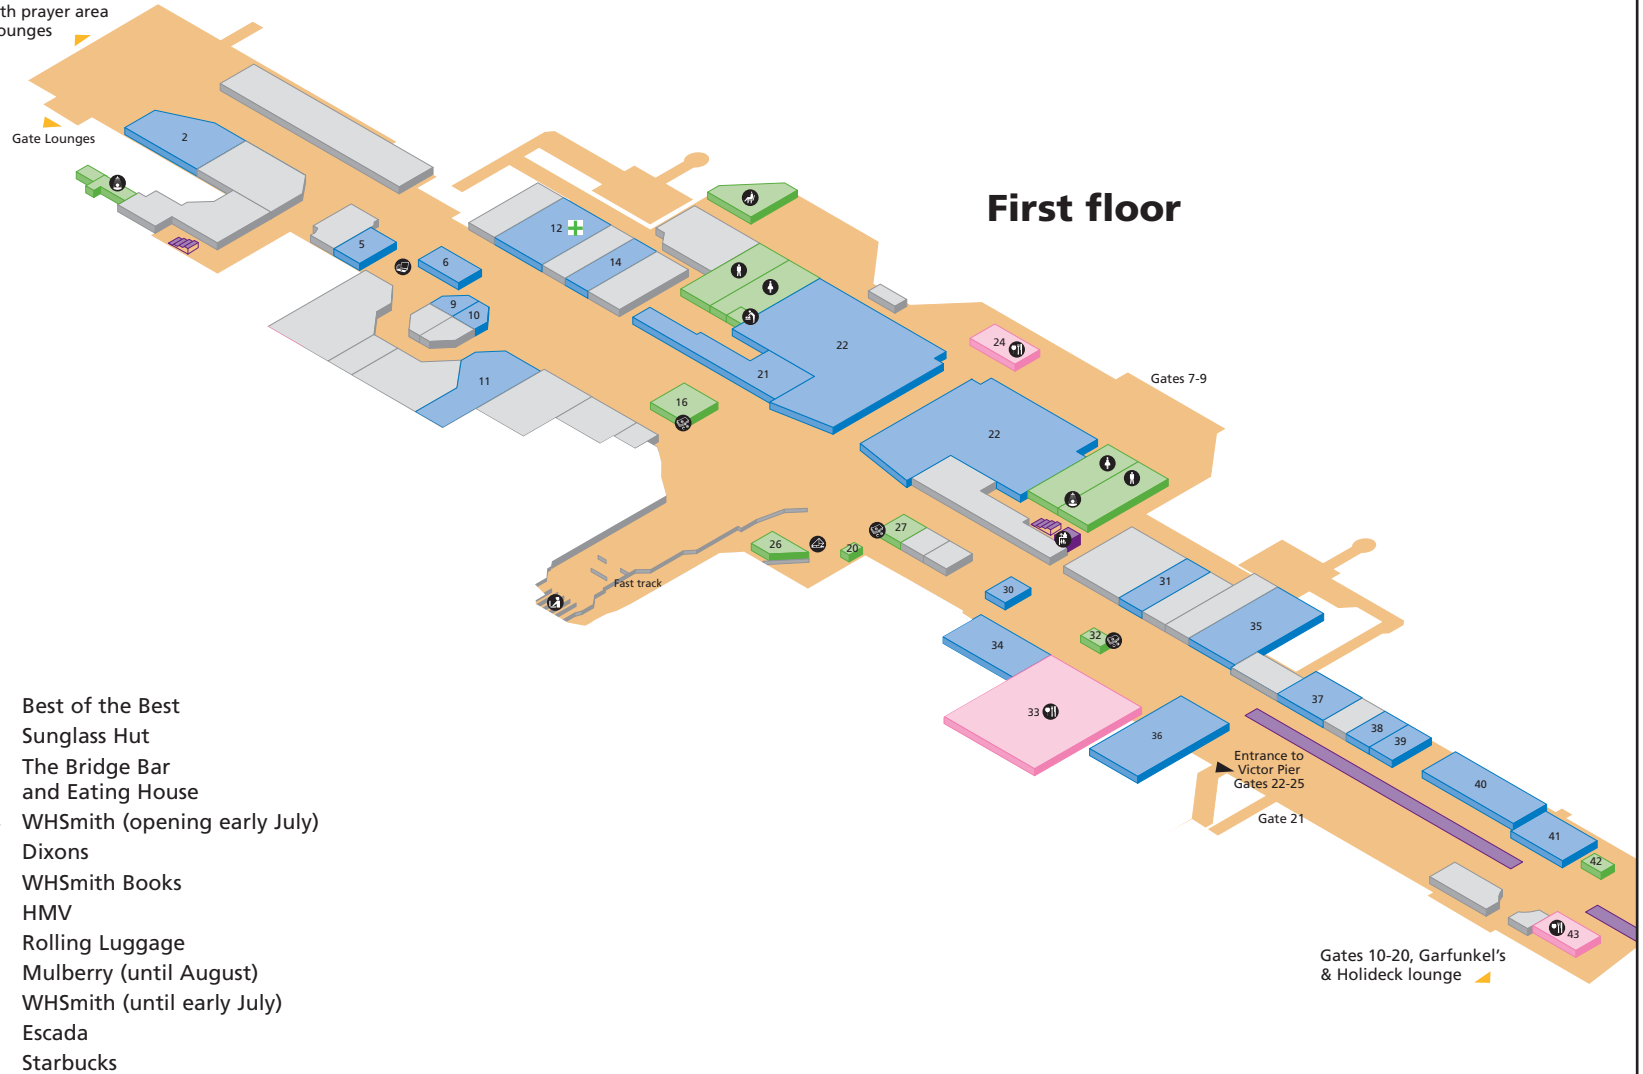 th prayer area
ounges
Gate Lounges
First floor
2
5
6
9
10
11
12
14
16
21
22
24
Gates 7-9
22
26
20
27
Fast track
30
31
32
33
34
35
36
37
38
39
40
41
42
43
Entrance to
Victor Pier
Gates 22-25
Gate 21
Gates 10-20, Garfunkel's
& Holideck lounge
Best of the Best
Sunglass Hut
The Bridge Bar
and Eating House
WHSmith (opening early July)
Dixons
WHSmith Books
HMV
Rolling Luggage
Mulberry (until August)
WHSmith (until early July)
Escada
Starbucks